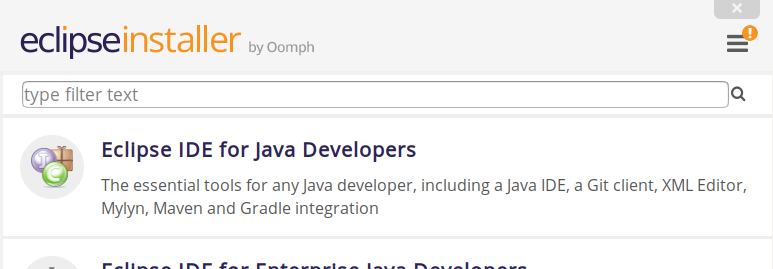 eclipseinstaller by Oomph
type filter text
Eclipse IDE for Java Developers
The essential tools for any Java developer, including a Java IDE, a Git client, XML Editor,
Mylyn, Maven and Gradle integration
Eclipse IDE for Enterprise Java Developers